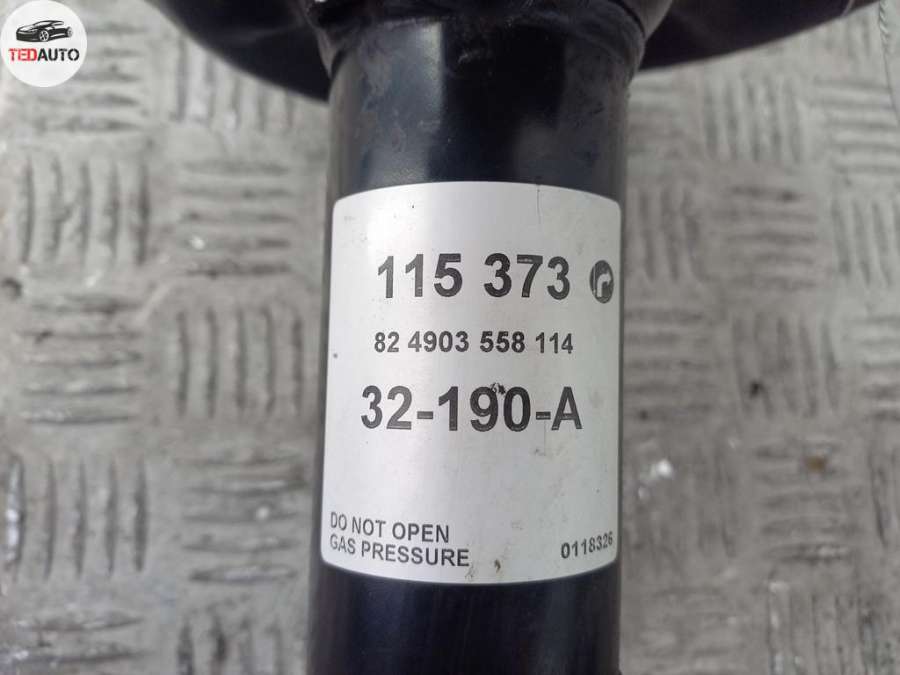 TEDAUTO
115 373
82 4903 558 114
32-190-A
DO NOT OPEN
GAS PRESSURE
0118326